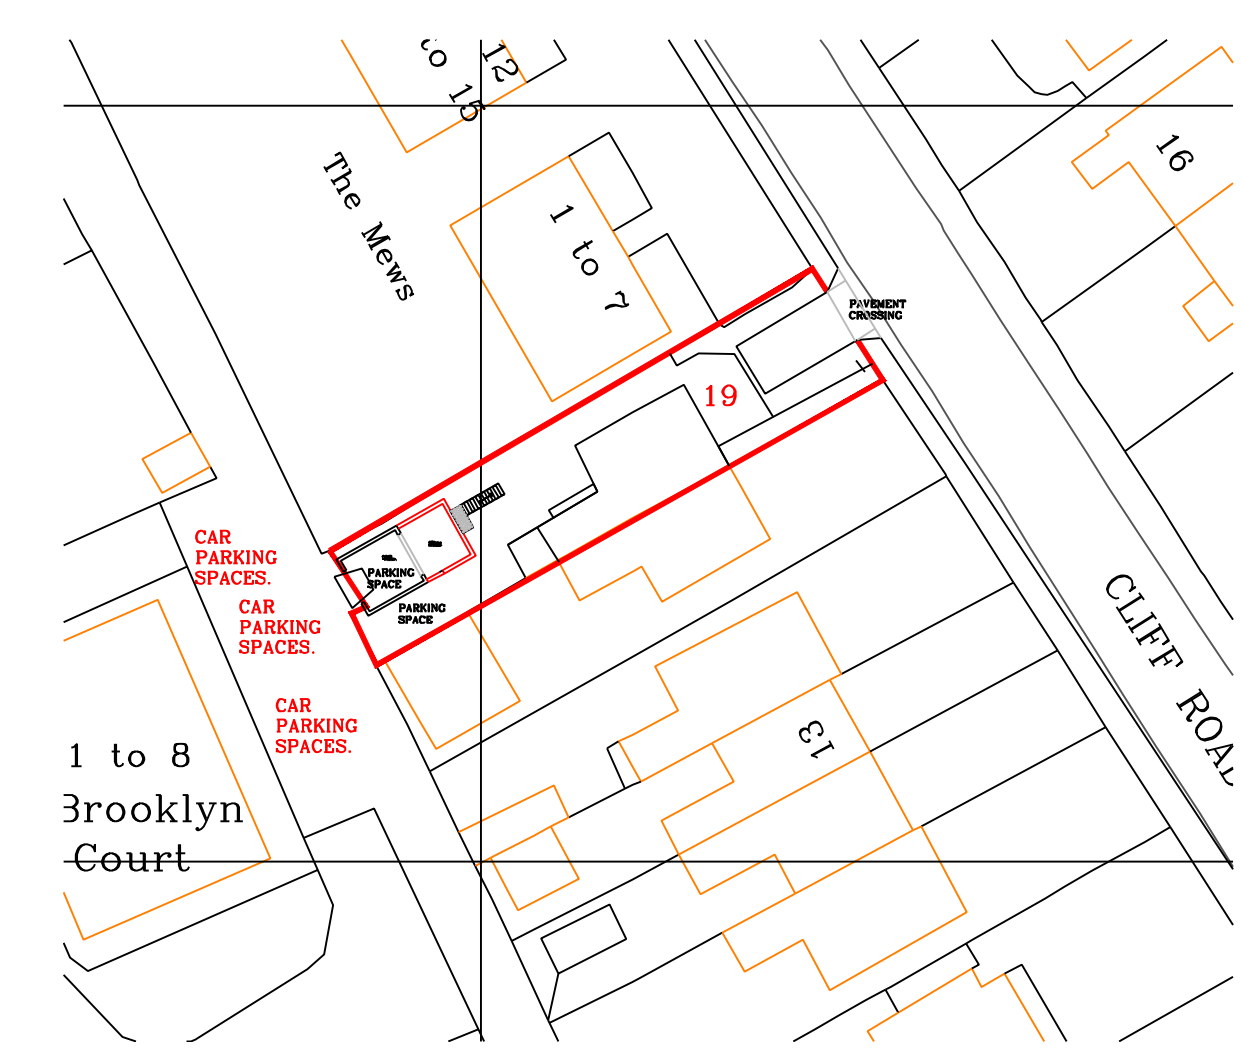 to 15
12
The Mews
1 to 7
16
PAVEMENT
CROSSING
19
CAR
PARKING
SPACES.
PARKING
SPACE
CAR
PARKING
SPACES.
PARKING
SPACE
CAR
PARKING
SPACES.
CLIFF ROAD
13
1 to 8
Brooklyn
Court